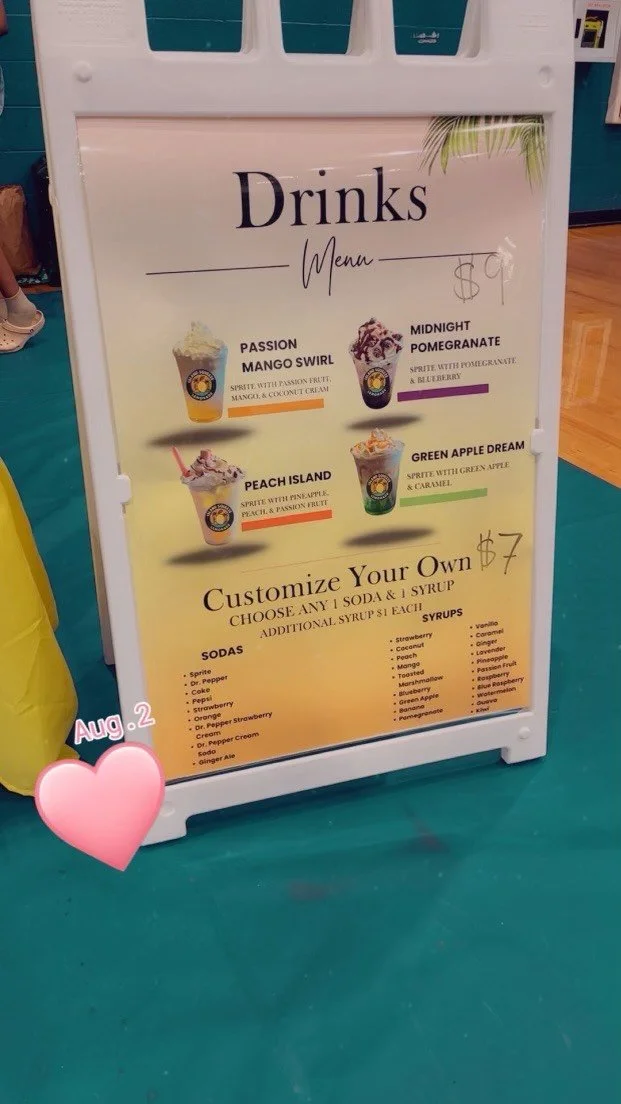 Drinks
Menu
$9
PASSION
MANGO SWIRL
SPRITE WITH PASSION FRUIT,
MANGO, & COCONUT CREAM
MIDNIGHT
POMEGRANATE
SPRITE WITH POMEGRANATE
& BLUEBERRY
PEACH ISLAND
SPRITE WITH PINEAPPLE,
PEACH, & PASSION FRUIT
GREEN APPLE DREAM
SPRITE WITH GREEN APPLE
& CARAMEL
Customize Your Own $7
CHOOSE ANY 1 SODA & 1 SYRUP
ADDITIONAL SYRUP $1 EACH
SODAS
• Sprite
• Dr. Pepper
• Coke
• Pepsi
• Strawberry
• Orange
• Dr. Pepper Strawberry
Cream
• Dr. Pepper Cream
Soda
• Ginger Ale
SYRUPS
• Strawberry
• Coconut
• Peach
• Mango
• Toasted
Marshmallow
• Blueberry
• Green Apple
• Banana
• Pomegranate
• Vanilla
• Caramel
• Ginger
• Lavender
• Pineapple
• Passion Fruit
• Raspberry
• Blue Raspberry
• Watermelon
• Guava
• Kiwi
Aug.2